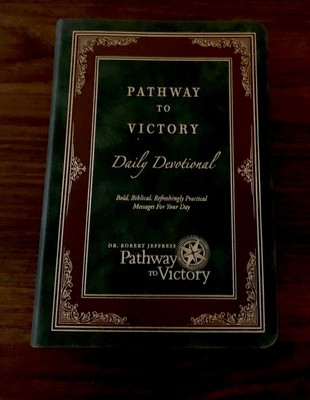 PATHWAY
TO
VICTORY
Daily Devotional
Bold, Biblical, Refreshingly Practical
Messages For Your Day
DR. ROBERT JEFFRESS
Pathway
TO Victory